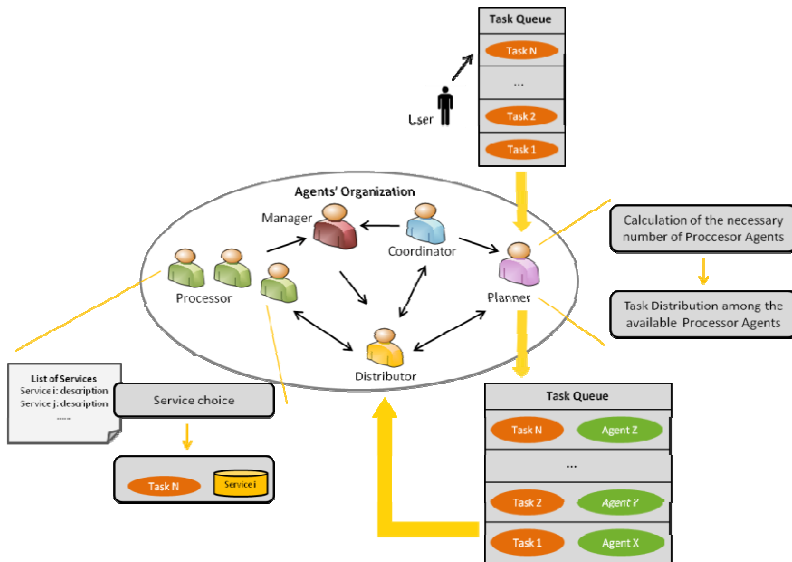 Task Queue
Task N
...
Task 2
Task 1
User
Agents' Organization
Manager
Coordinator
Processor
Planner
Distributor
Calculation of the necessary
number of Proccesor Agents
Task Distribution among the
available Processor Agents
List of Services
Service i: description
Service j: description
......
Service choice
Task N
Service i
Task Queue
Task N
Agent Z
...
Task 2
Agent Y
Task 1
Agent X